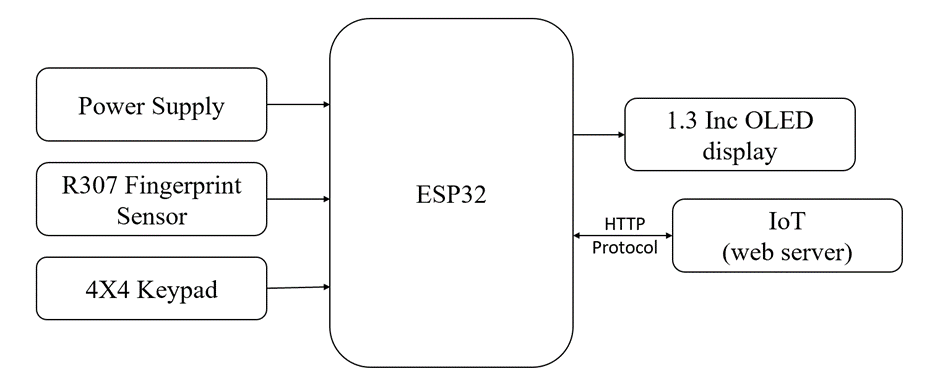 Power Supply
R307 Fingerprint
Sensor
4X4 Keypad
ESP32
1.3 Inc OLED
display
HTTP
Protocol
IoT
(web server)